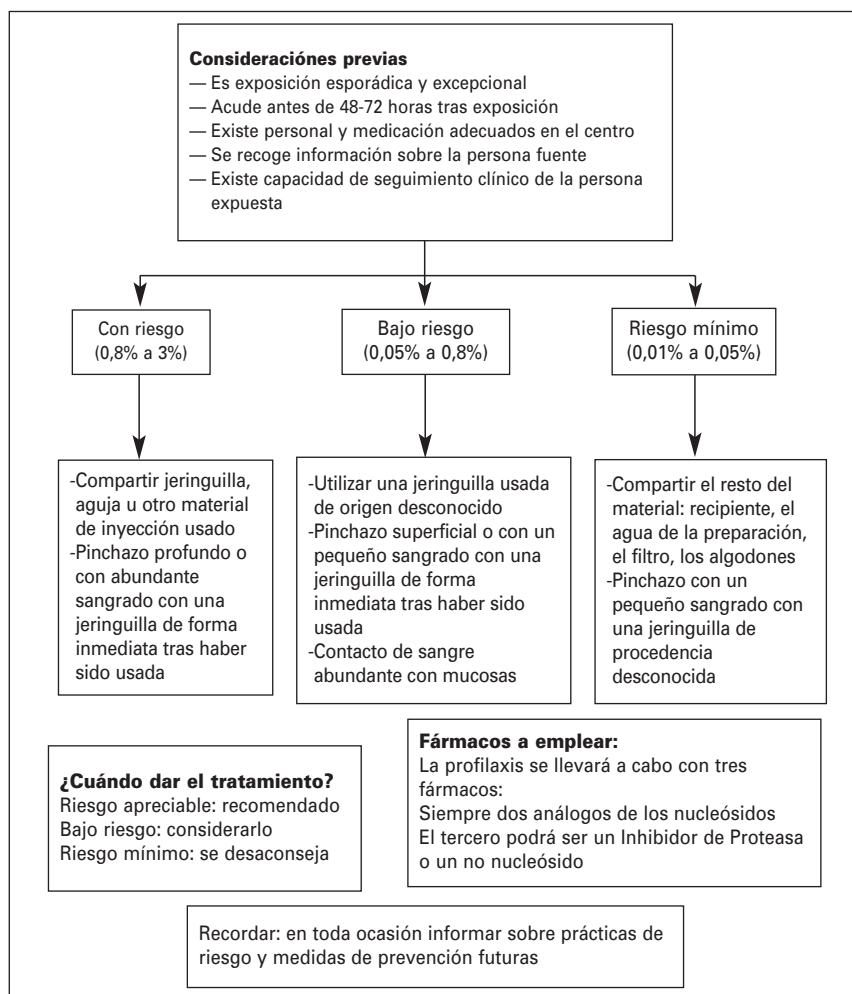 Consideraciónes previas
— Es exposición esporádica y excepcional
— Acude antes de 48-72 horas tras exposición
— Existe personal y medicación adecuados en el centro
— Se recoge información sobre la persona fuente
— Existe capacidad de seguimiento clínico de la persona
expuesta
Con riesgo
(0,8% a 3%)
Bajo riesgo
(0,05% a 0,8%)
Riesgo mínimo
(0,01% a 0,05%)
-Compartir jeringuilla,
aguja u otro material
de inyección usado
-Pinchazo profundo o
con abundante
sangrado con una
jeringuilla de forma
inmediata tras haber
sido usada
-Utilizar una jeringuilla usada
de origen desconocido
-Pinchazo superficial o con un
pequeño sangrado con una
jeringuilla de forma
inmediata tras haber sido
usada
-Contacto de sangre
abundante con mucosas
-Compartir el resto del
material: recipiente, el
agua de la preparación,
el filtro, los algodones
-Pinchazo con un
pequeño sangrado con
una jeringuilla de
procedencia
desconocida
¿Cuándo dar el tratamiento?
Riesgo apreciable: recomendado
Bajo riesgo: considerarlo
Riesgo mínimo: se desaconseja
Fármacos a emplear:
La profilaxis se llevará a cabo con tres
fármacos:
Siempre dos análogos de los nucleósidos
El tercero podrá ser un Inhibidor de Proteasa
o un no nucleósido
Recordar: en toda ocasión informar sobre prácticas de
riesgo y medidas de prevención futuras